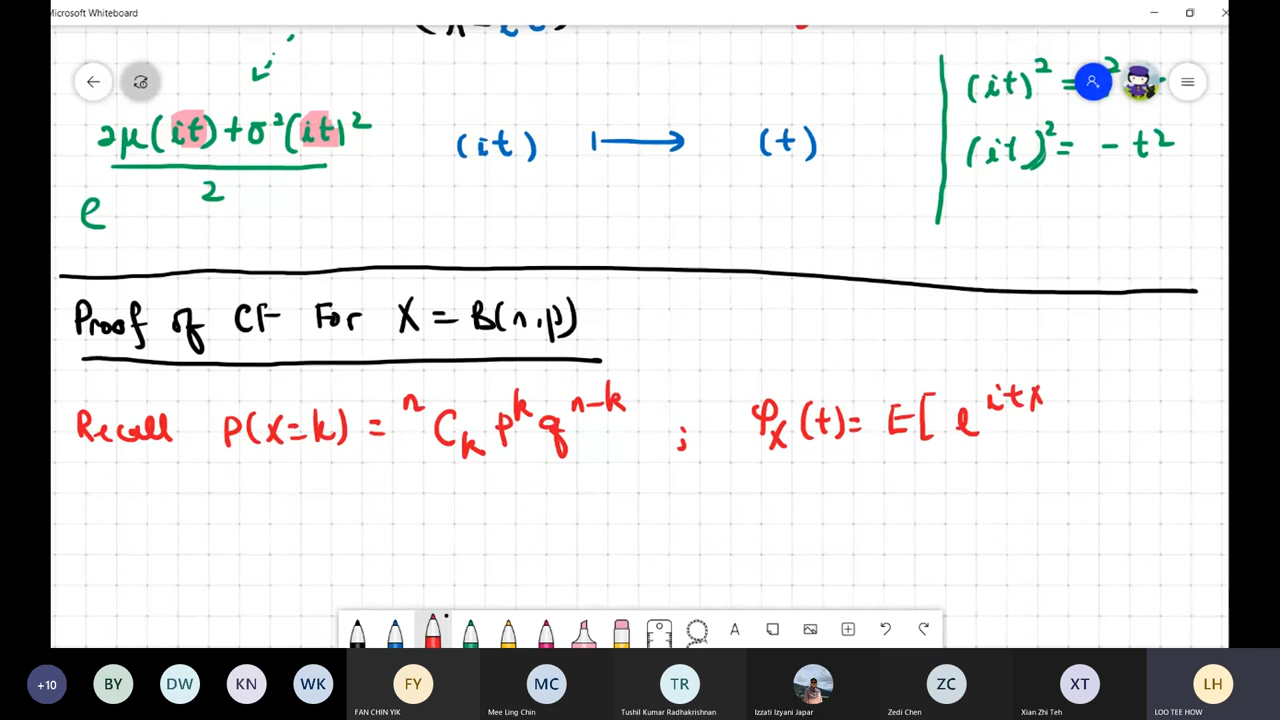 Microsoft Whiteboard
(it)² =
2μ(it)+σ²(it)²
(it) ⟼ (t)
(it)² = - t²
2
e
Proof of CF For X = B(n,p)
Recall P(X=k) = ⁿCₖ pᵏ qⁿ⁻ᵏ ; φₓ(t)= E[ e^itX
A
+10 BY DW KN WK FY MC TR ZC XT LH
FAN CHIN YIK Mee Ling Chin Tushil Kumar Radhakrishnan Izzati Izyani Japar Zedi Chen Xian Zhi Teh LOO TEE HOW